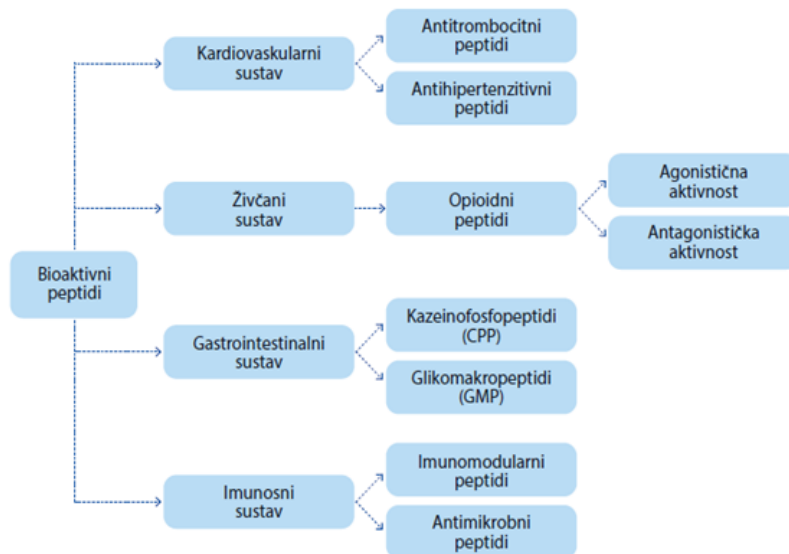 Bioaktivni
peptidi
Kardiovaskularni
sustav
Antitrombocitni
peptidi
Antihipertenzitivni
peptidi
Živčani
sustav
Opioidni
peptidi
Agonistična
aktivnost
Antagonistička
aktivnost
Gastrointestinalni
sustav
Kazeinofosfopeptidi
(CPP)
Glikomakropeptidi
(GMP)
Imunosni
sustav
Imunomodularni
peptidi
Antimikrobni
peptidi